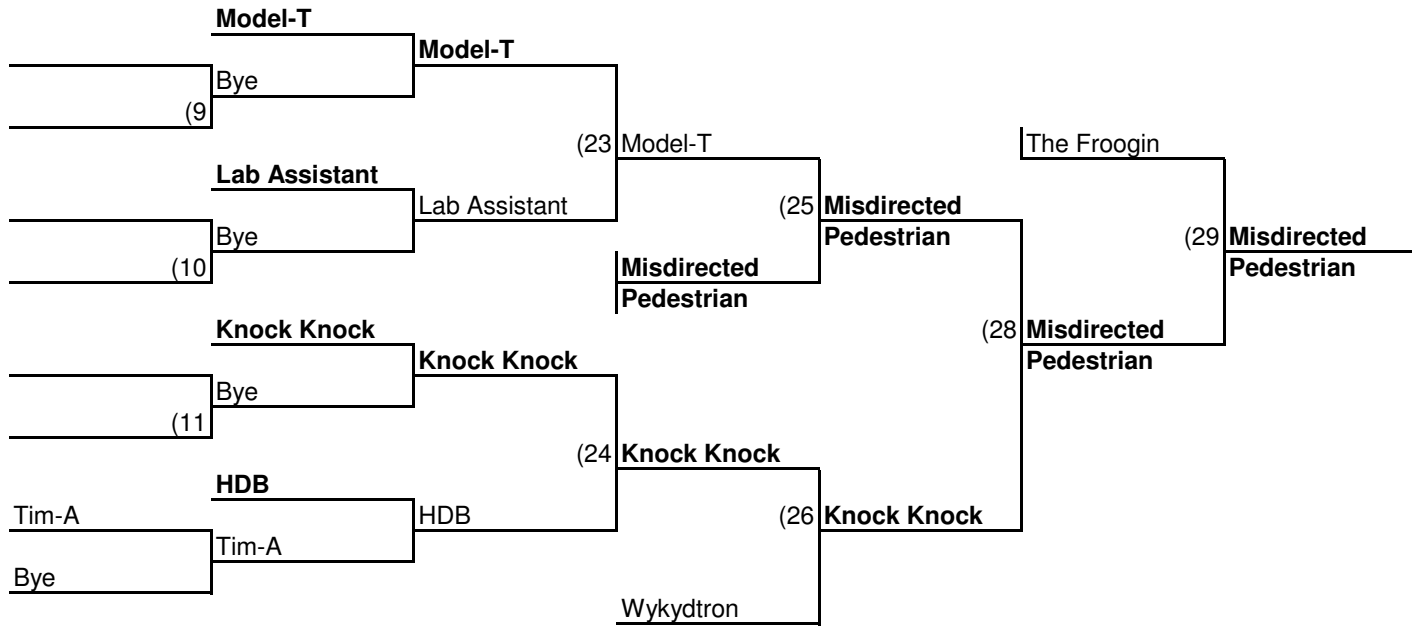 Model-T
Model-T
Bye
(9
(23 Model-T
The Froogin
Lab Assistant
Lab Assistant
(25 Misdirected
Pedestrian
Bye
(29 Misdirected
Pedestrian
(10
Misdirected
Pedestrian
Knock Knock
(28 Misdirected
Pedestrian
Knock Knock
Bye
(11
(24 Knock Knock
HDB
Tim-A
HDB
(26 Knock Knock
Tim-A
Bye
Wykydtron